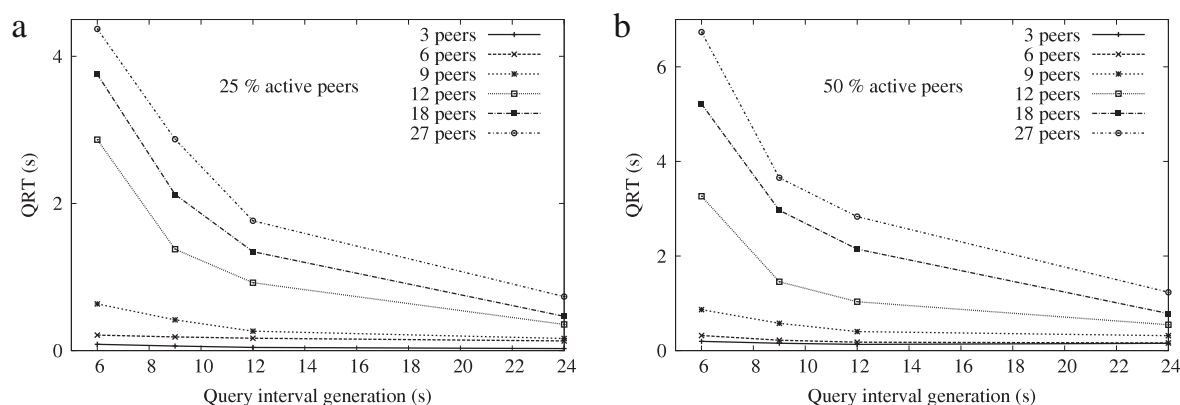 a
3 peers
6 peers
9 peers
12 peers
18 peers
27 peers
25 % active peers
4
2
0
QRT (s)
6 8 10 12 14 16 18 20 22 24
Query interval generation (s)
b
3 peers
6 peers
9 peers
12 peers
18 peers
27 peers
50 % active peers
6
4
2
0
QRT (s)
6 8 10 12 14 16 18 20 22 24
Query interval generation (s)